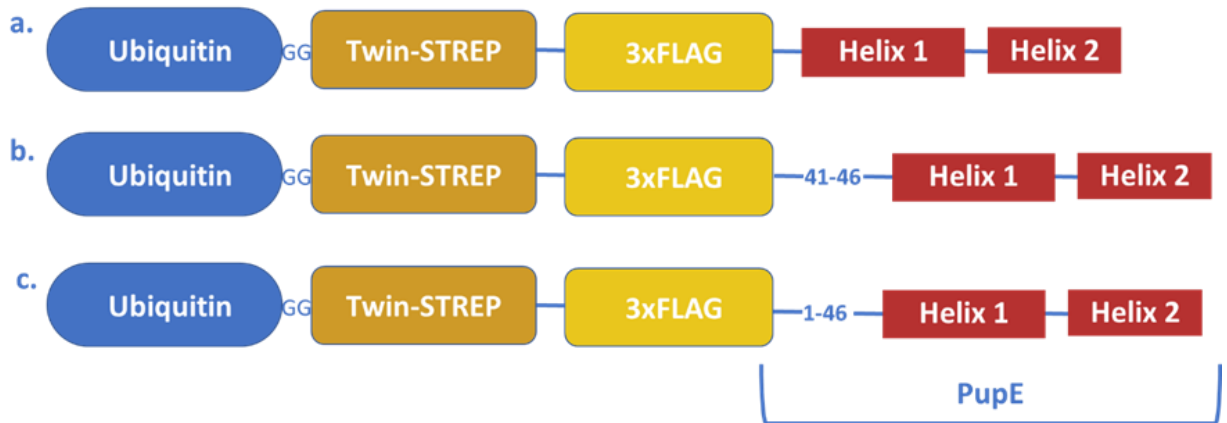 a. Ubiquitin GG Twin-STREP 3xFLAG Helix 1 Helix 2
b. Ubiquitin GG Twin-STREP 3xFLAG 41-46 Helix 1 Helix 2
c. Ubiquitin GG Twin-STREP 3xFLAG 1-46 Helix 1 Helix 2
PupE